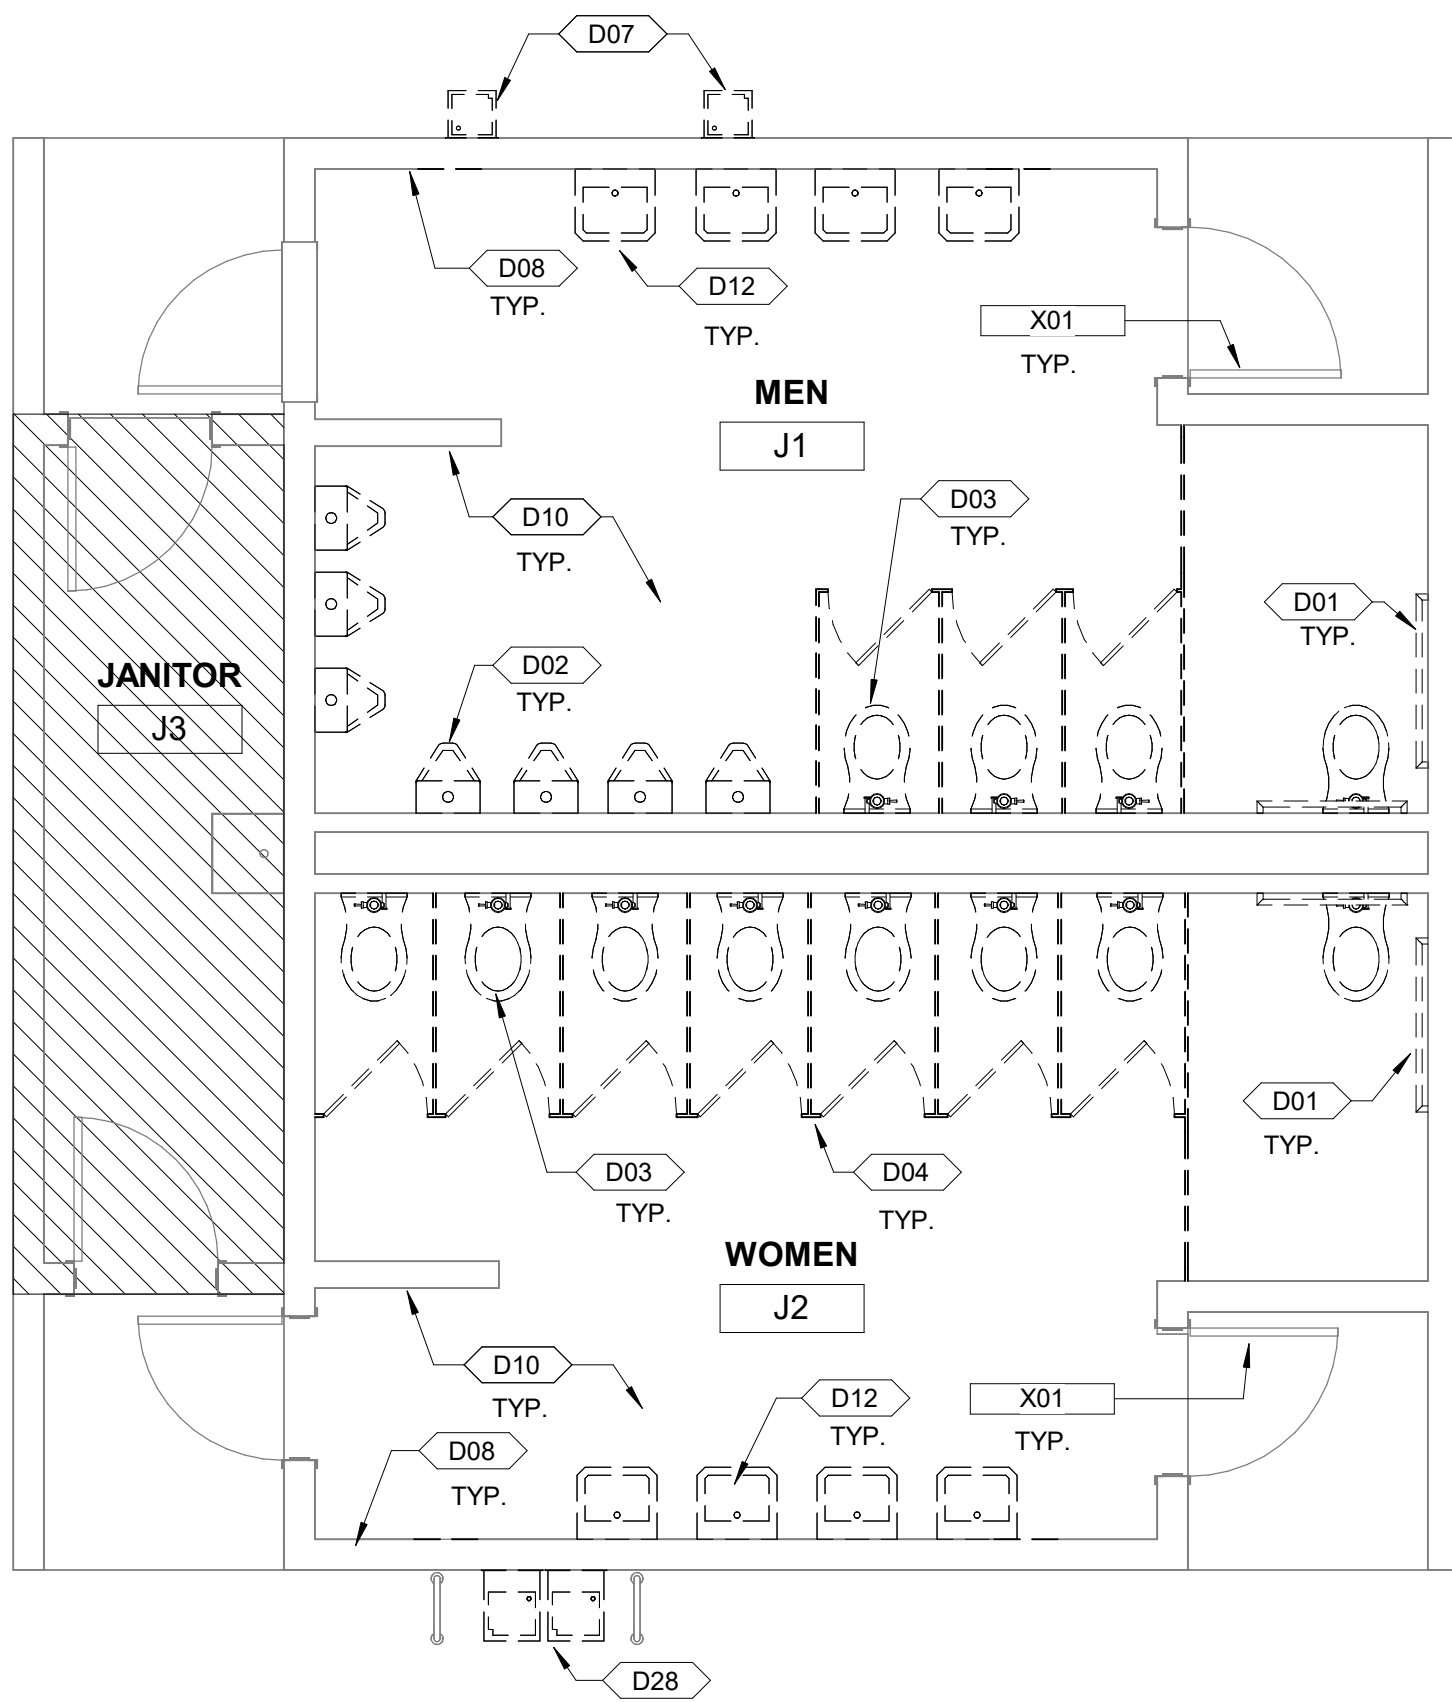 D07
D08
TYP.
D12
TYP.
X01
TYP.
MEN
J1
D10
TYP.
D03
TYP.
D01
TYP.
JANITOR
J3
D02
TYP.
D03
TYP.
D04
TYP.
D01
TYP.
WOMEN
J2
D10
TYP.
D12
TYP.
X01
TYP.
D08
TYP.
D28